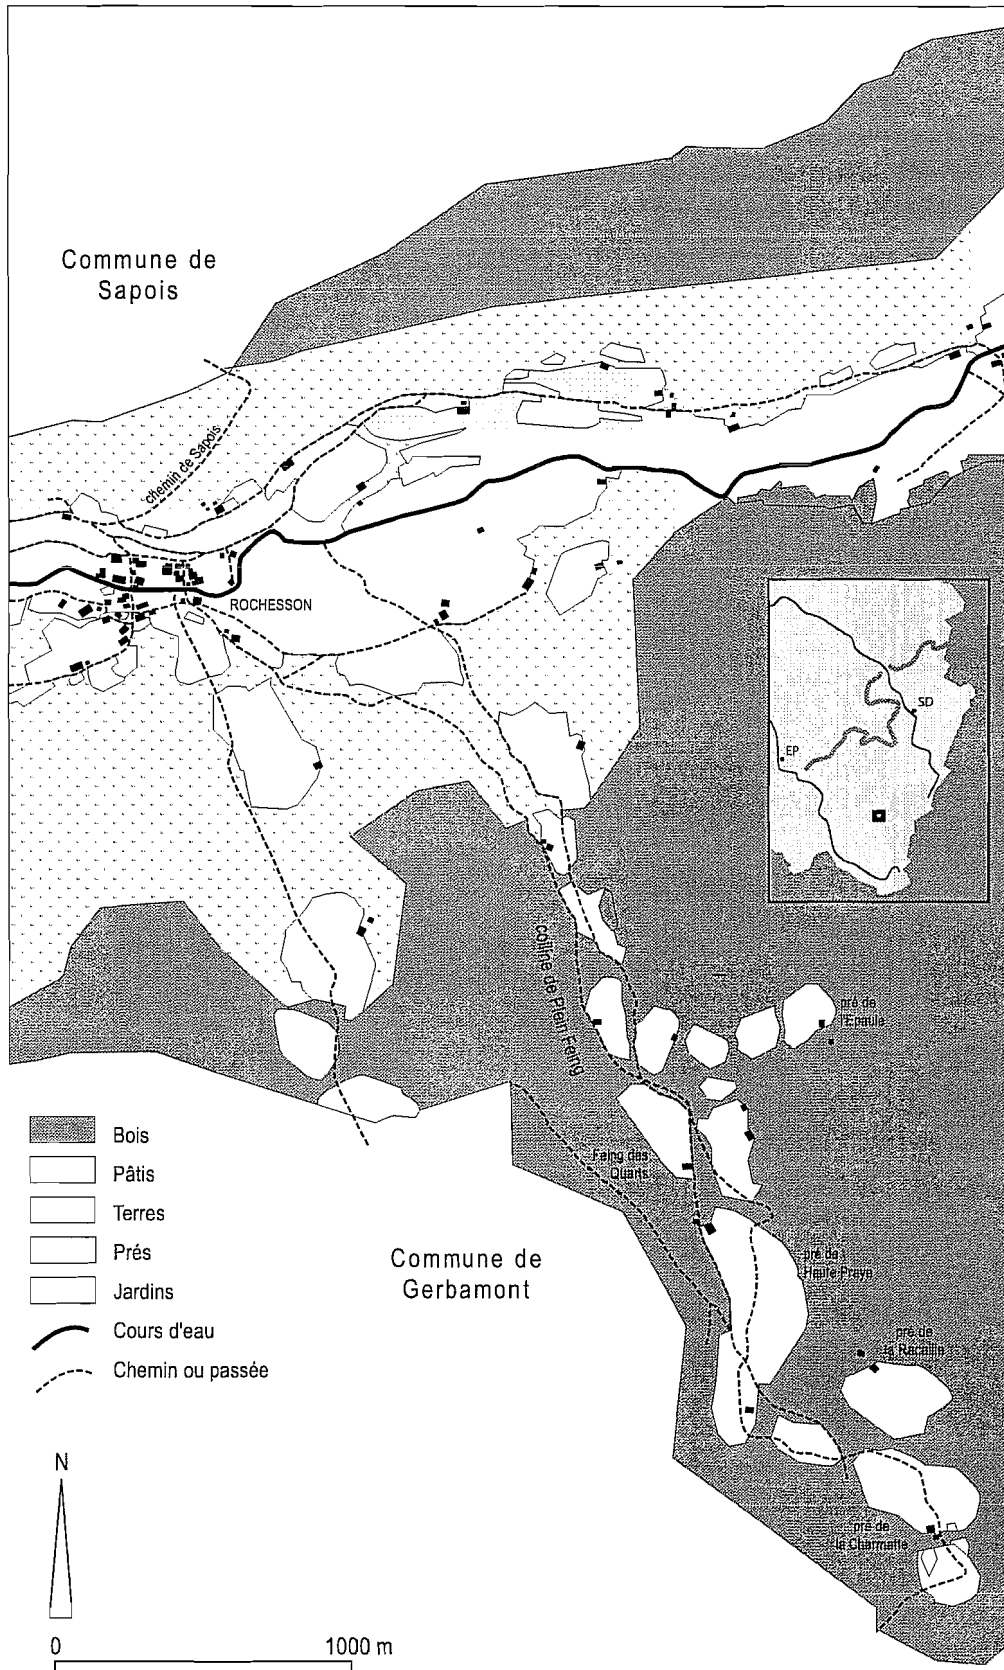 Commune de
Sapois
chemin de Sapois
ROCHESSON
SD
EP
colline de Plein Feing
pré de
l'Epaule
Bois
Pâtis
Terres
Prés
Jardins
Cours d'eau
Chemin ou passée
Feing des
Quarts
Commune de
Gerbamont
pré de
Haute Preye
pré de
la Racaille
pré de
la Charmatte
N
0
1000 m